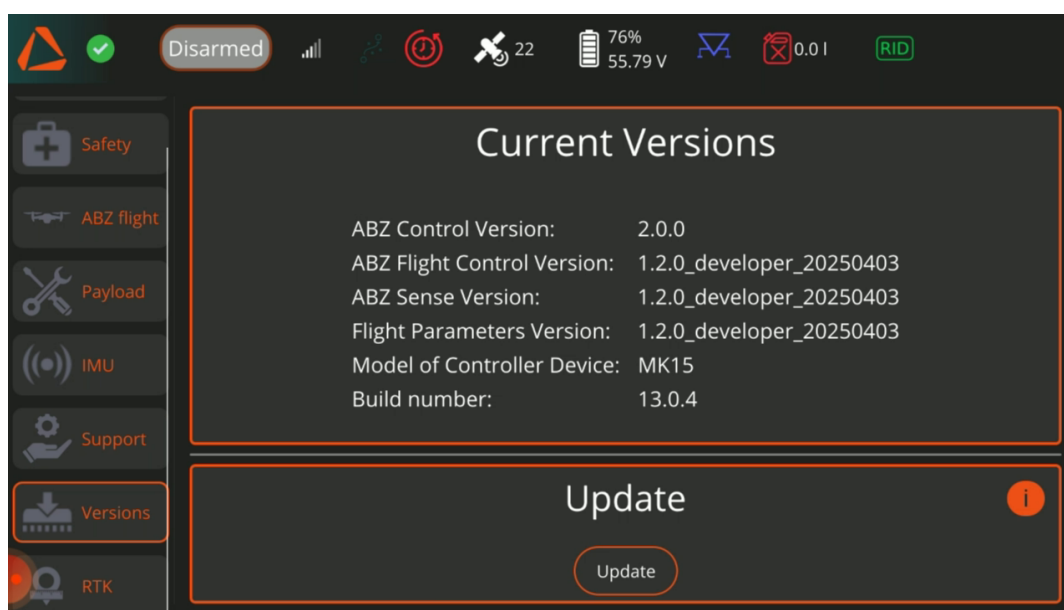 Disarmed
22
76%
55.79 V
0.0 l
RID
Safety
ABZ flight
Payload
IMU
Support
Versions
RTK
Current Versions
ABZ Control Version: 2.0.0
ABZ Flight Control Version: 1.2.0_developer_20250403
ABZ Sense Version: 1.2.0_developer_20250403
Flight Parameters Version: 1.2.0_developer_20250403
Model of Controller Device: MK15
Build number: 13.0.4
Update
i
Update